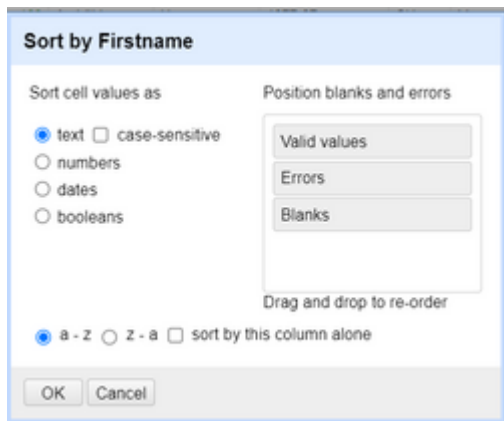 Sort by Firstname
Sort cell values as
text case-sensitive
numbers
dates
booleans
Position blanks and errors
Valid values
Errors
Blanks
Drag and drop to re-order
a - z z - a sort by this column alone
OK Cancel